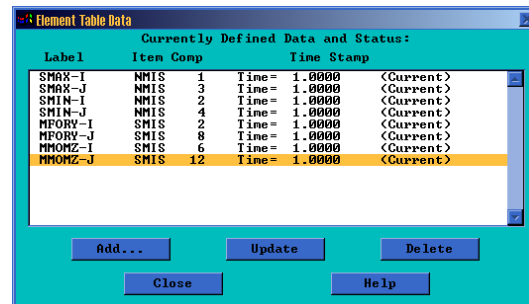 Element Table Data
Currently Defined Data and Status:
Label Item Comp Time Stamp
SMAX-I NMIS 1 Time= 1.0000 (Current)
SMAX-J NMIS 3 Time= 1.0000 (Current)
SMIN-I NMIS 2 Time= 1.0000 (Current)
SMIN-J NMIS 4 Time= 1.0000 (Current)
MFORY-I SMIS 2 Time= 1.0000 (Current)
MFORY-J SMIS 8 Time= 1.0000 (Current)
MMOMZ-I SMIS 6 Time= 1.0000 (Current)
MMOMZ-J SMIS 12 Time= 1.0000 (Current)
Add... Update Delete
Close Help